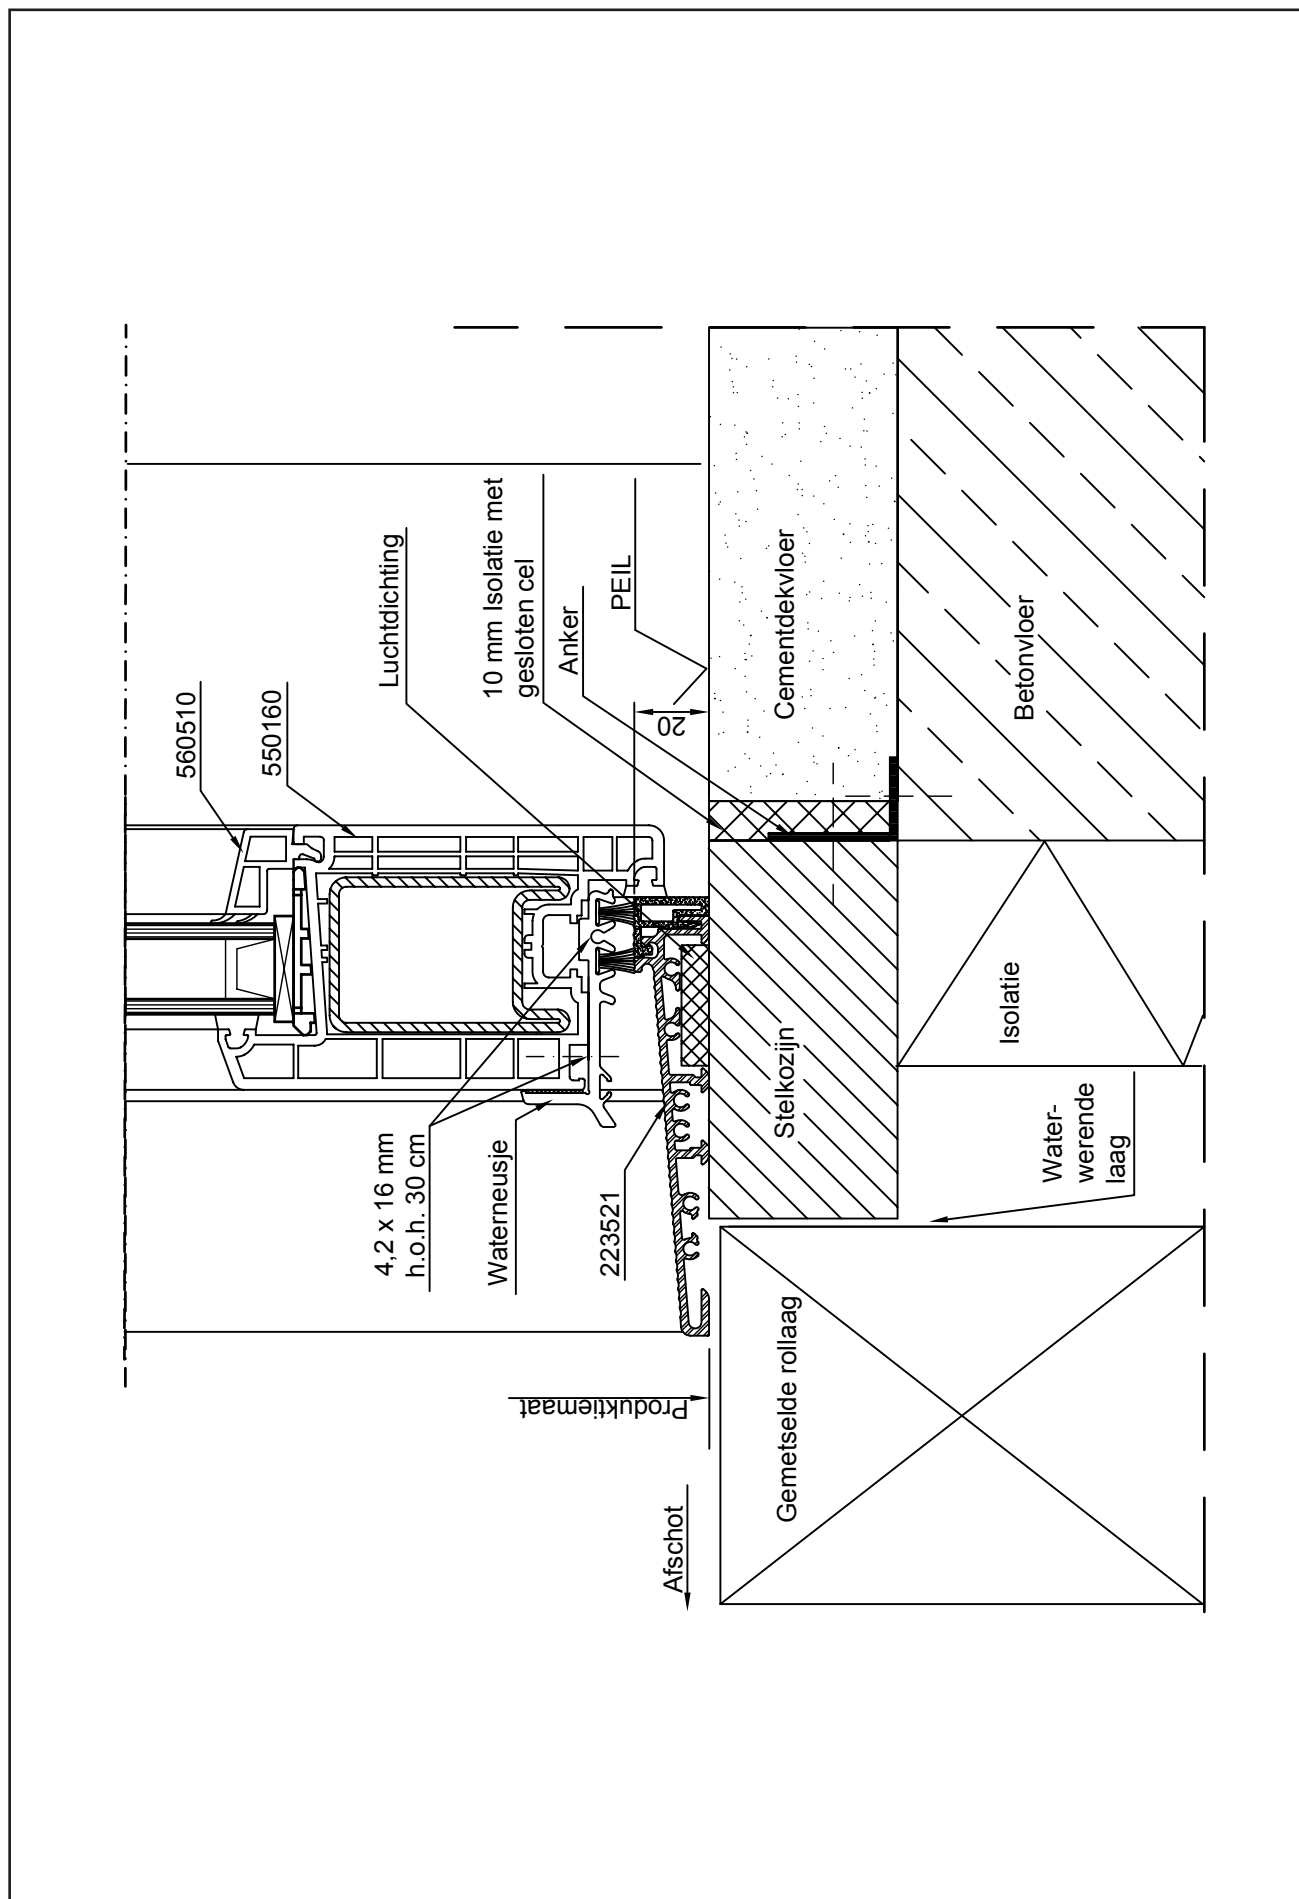 560510
550160
Luchtdichting
10 mm Isolatie met
gesloten cel
Anker
PEIL
20
4,2 x 16 mm
h.o.h. 30 cm
Waterneusje
223521
Produktiemaat
Afschot
Cementdekvloer
Betonvloer
Stelkozijn
Isolatie
Water-
werende
laag
Gemetselde rollaag